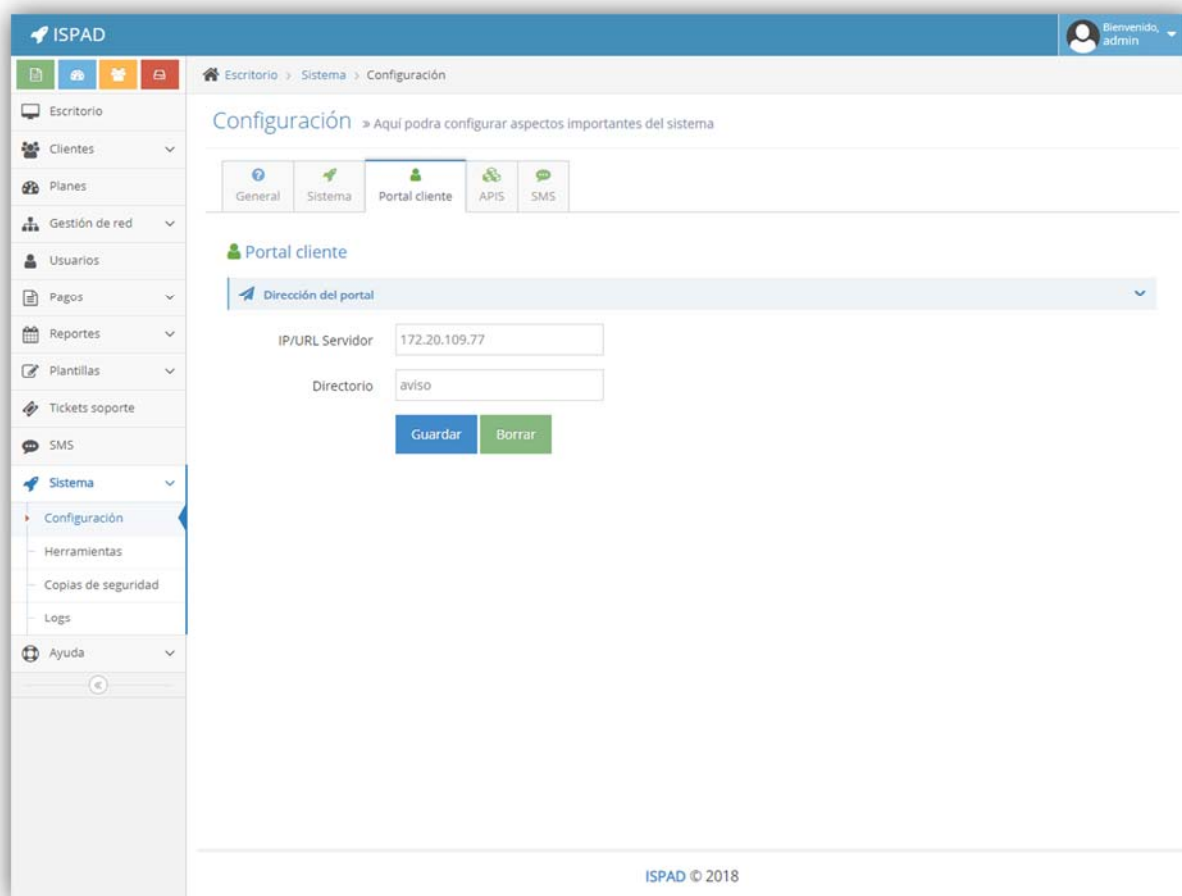 ISPAD
Bienvenido,
admin
Escritorio > Sistema > Configuración
Escritorio
Clientes
Planes
Gestión de red
Usuarios
Pagos
Reportes
Plantillas
Tickets soporte
SMS
Sistema
Configuración
Herramientas
Copias de seguridad
Logs
Ayuda
Configuración » Aquí podra configurar aspectos importantes del sistema
General Sistema Portal cliente APIS SMS
Portal cliente
Dirección del portal
IP/URL Servidor 172.20.109.77
Directorio aviso
Guardar Borrar
ISPAD © 2018